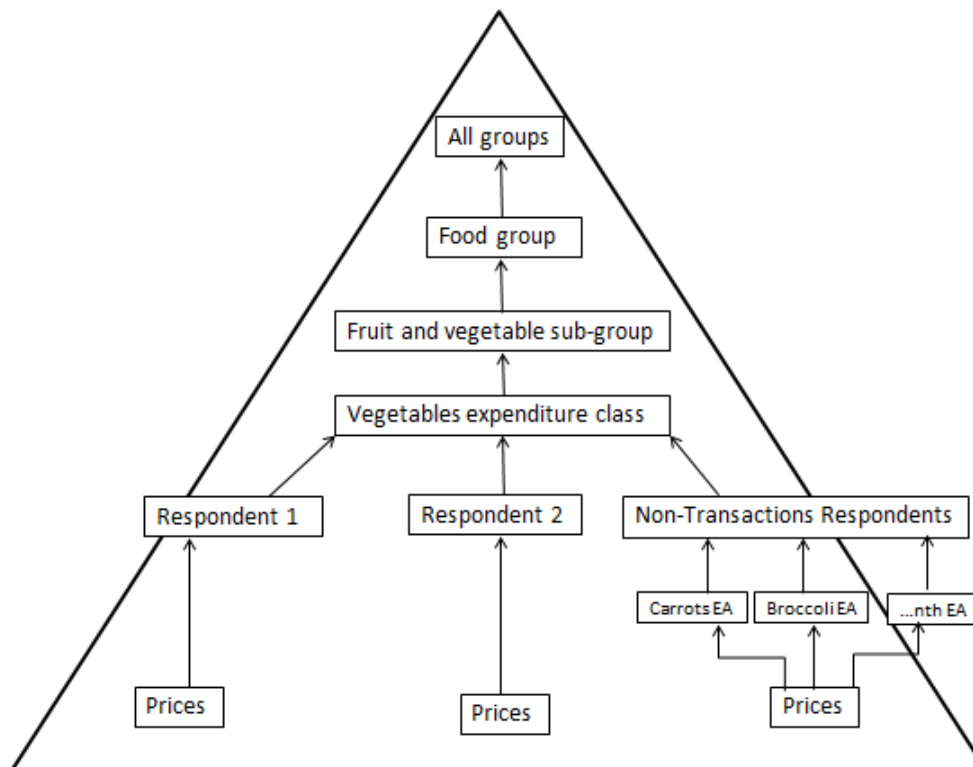 All groups
Food group
Fruit and vegetable sub-group
Vegetables expenditure class
Respondent 1
Respondent 2
Non-Transactions Respondents
Carrots EA
Broccoli EA
...nth EA
Prices
Prices
Prices